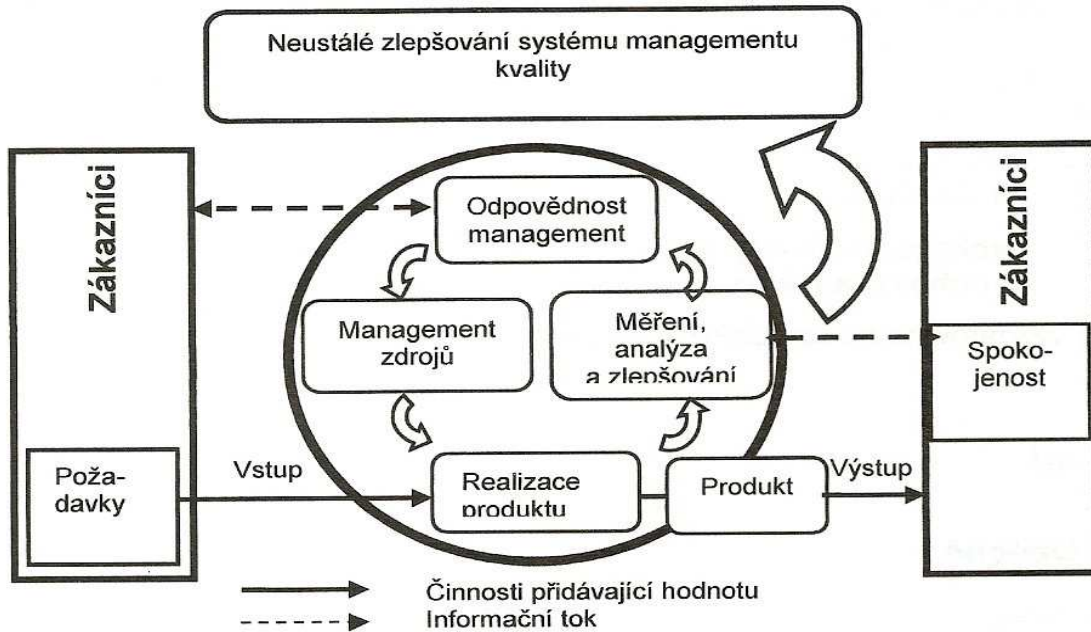 Neustálé zlepšování systému managementu
kvality
Zákazníci
Odpovědnost
management
Zákazníci
Management
zdrojů
Měření,
analýza
a zlepšování
Spoko-
jenost
Poža-
davky
Vstup
Realizace
produktu
Produkt
Výstup
Činnosti přidávající hodnotu
Informační tok